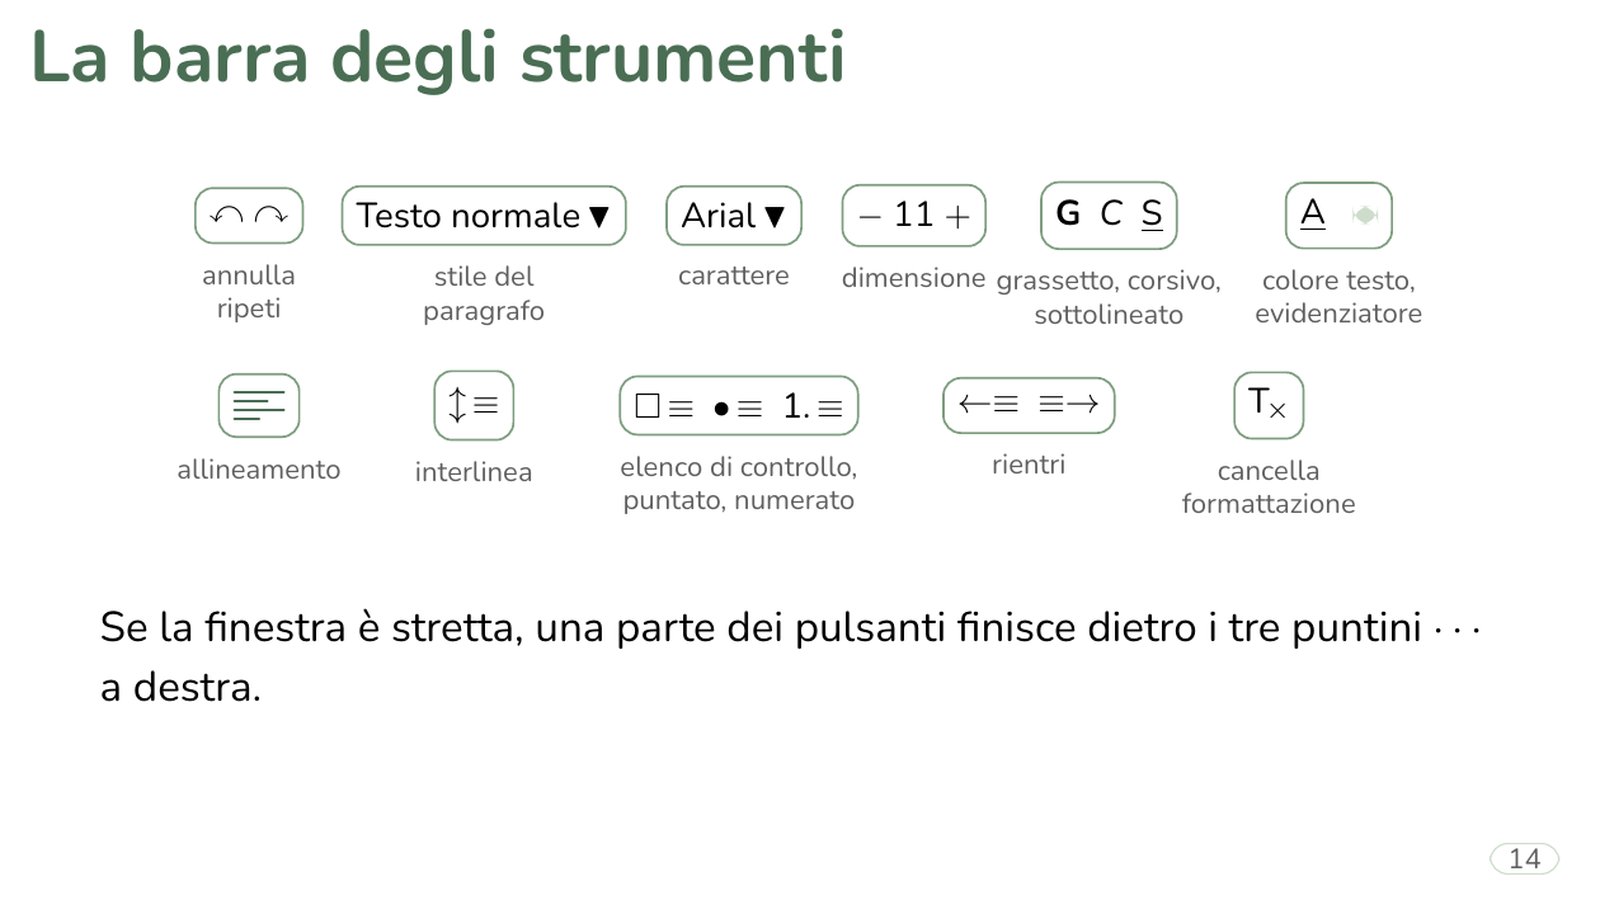 La barra degli strumenti
Testo normale ▼
Arial ▼
− 11 +
G C S
A
annulla
ripeti
stile del
paragrafo
carattere
dimensione
grassetto, corsivo,
sottolineato
colore testo,
evidenziatore
1.
T×
allineamento
interlinea
elenco di controllo,
puntato, numerato
rientri
cancella
formattazione
Se la finestra è stretta, una parte dei pulsanti finisce dietro i tre puntini · · ·
a destra.
14